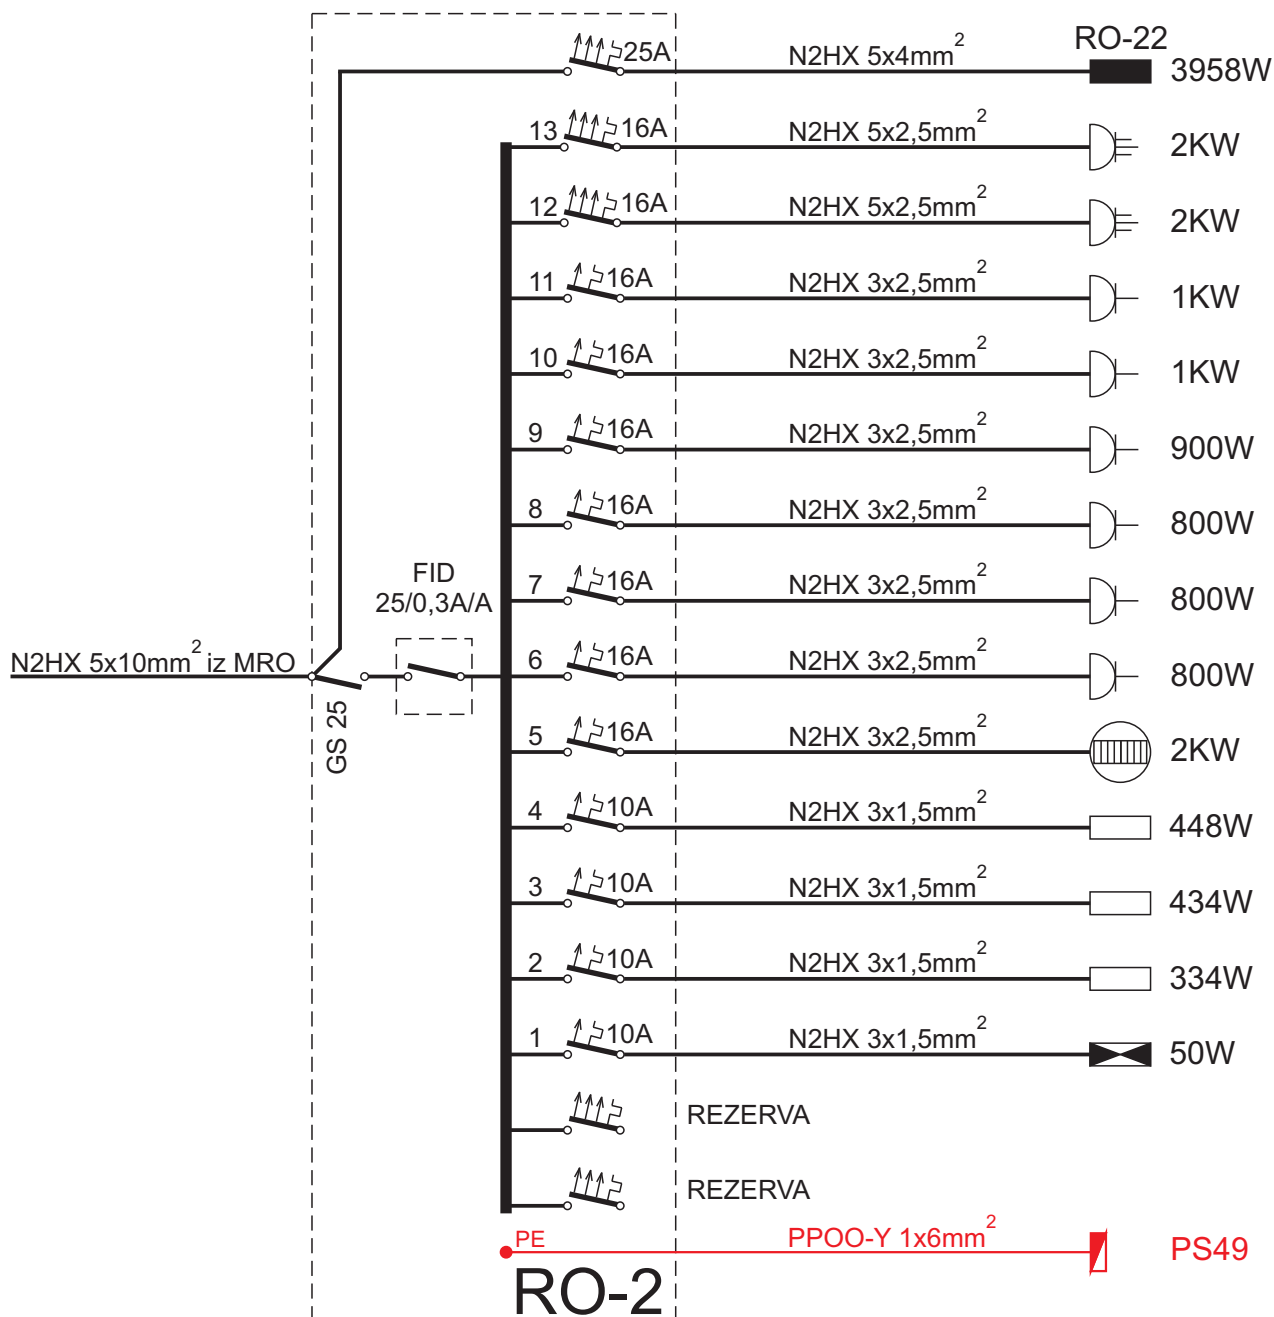 RO-22
25A N2HX 5x4mm² 3958W
13 16A N2HX 5x2,5mm² 2KW
12 16A N2HX 5x2,5mm² 2KW
11 16A N2HX 3x2,5mm² 1KW
10 16A N2HX 3x2,5mm² 1KW
9 16A N2HX 3x2,5mm² 900W
8 16A N2HX 3x2,5mm² 800W
FID
25/0,3A/A
7 16A N2HX 3x2,5mm² 800W
N2HX 5x10mm² iz MRO
6 16A N2HX 3x2,5mm² 800W
GS 25
5 16A N2HX 3x2,5mm² 2KW
4 10A N2HX 3x1,5mm² 448W
3 10A N2HX 3x1,5mm² 434W
2 10A N2HX 3x1,5mm² 334W
1 10A N2HX 3x1,5mm² 50W
REZERVA
REZERVA
PE PPOO-Y 1x6mm² PS49
RO-2